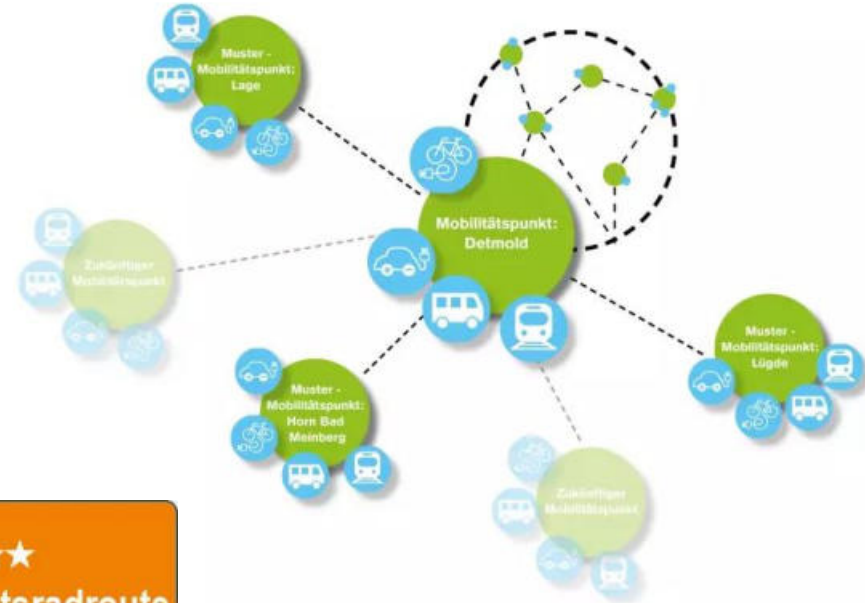 Muster -
Mobilitätspunkt:
Lage
Mobilitätspunkt:
Detmold
Zukünftiger
Mobilitätspunkt
Muster -
Mobilitätspunkt:
Lügde
Muster -
Mobilitätspunkt:
Horn Bad
Meinberg
Zukünftiger
Mobilitätspunkt